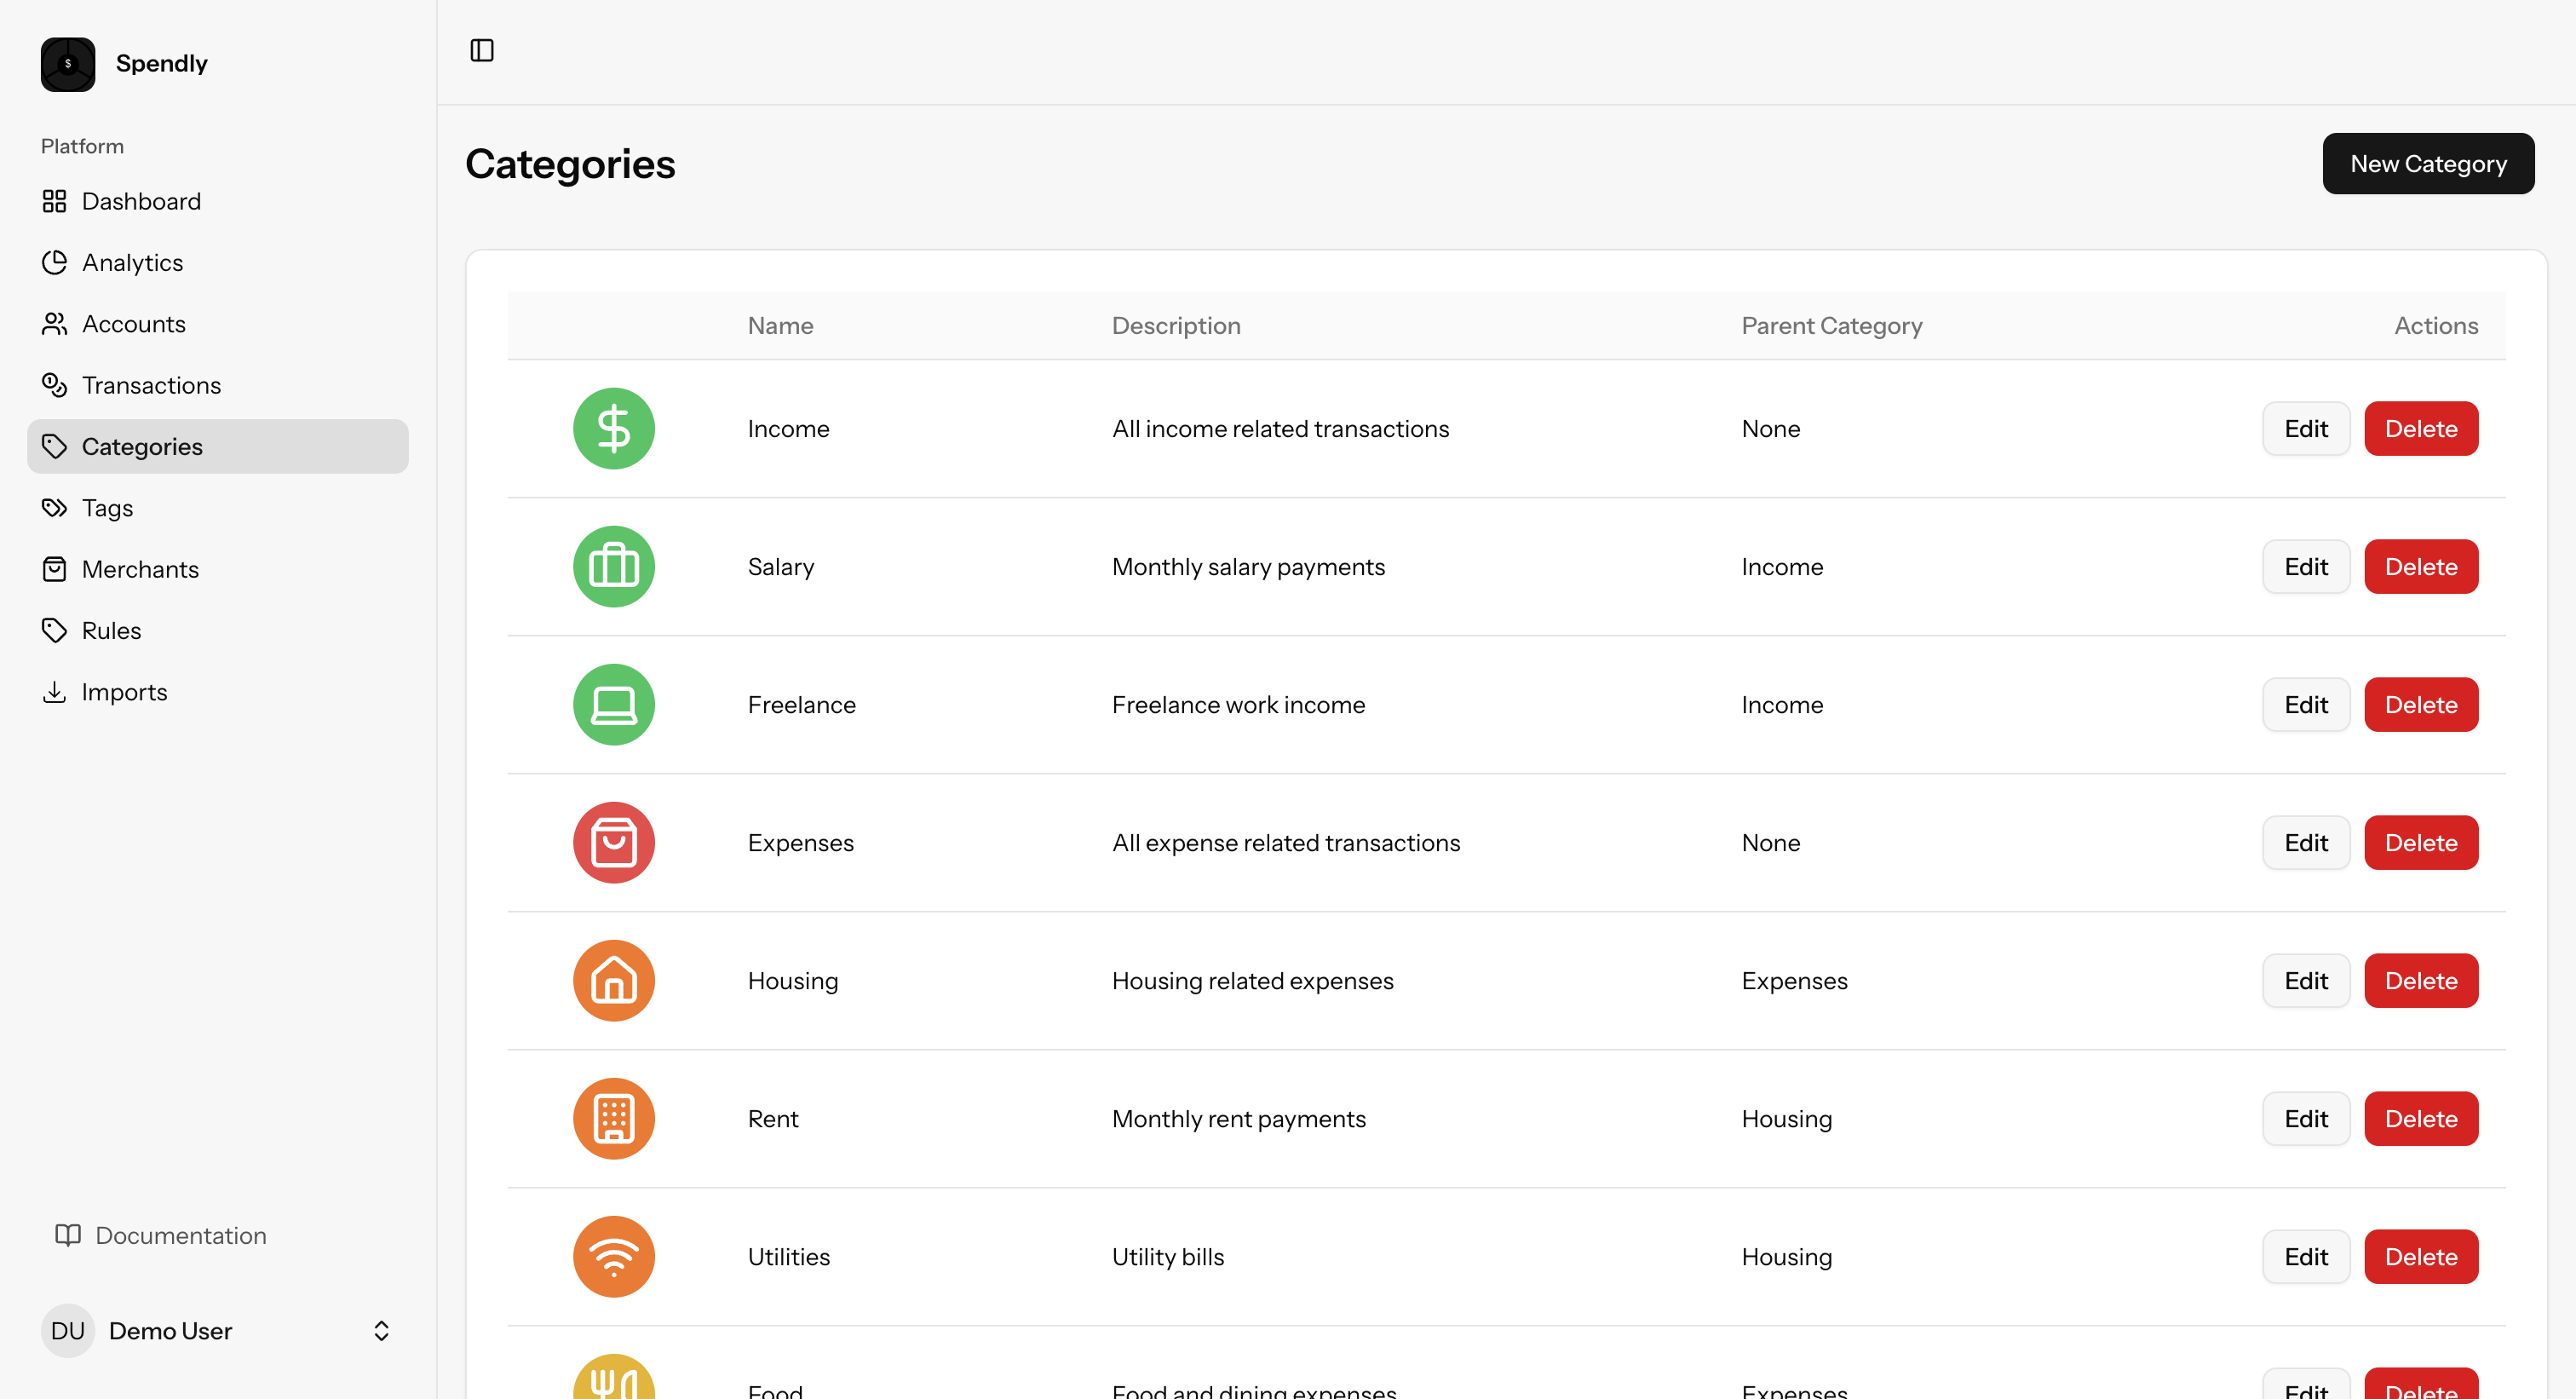 $ Spendly
Platform
Dashboard
Analytics
Accounts
Transactions
Categories
Tags
Merchants
Rules
Imports
Documentation
DU Demo User
Categories
New Category
Name Description Parent Category Actions
Income All income related transactions None Edit Delete
Salary Monthly salary payments Income Edit Delete
Freelance Freelance work income Income Edit Delete
Expenses All expense related transactions None Edit Delete
Housing Housing related expenses Expenses Edit Delete
Rent Monthly rent payments Housing Edit Delete
Utilities Utility bills Housing Edit Delete
Food Food and dining expenses Expenses Edit Delete